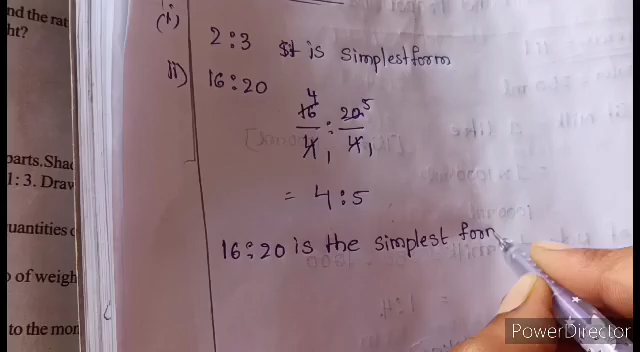 nd the rat
ht?
(i)
2:3 It is simplest form
ii) 16:20
4 5
16/4 : 20/4
1 1
= 4:5
16:20 is the simplest form
parts. Shad
1:3. Draw
uantities
of weigh
to the mon
PowerDirector